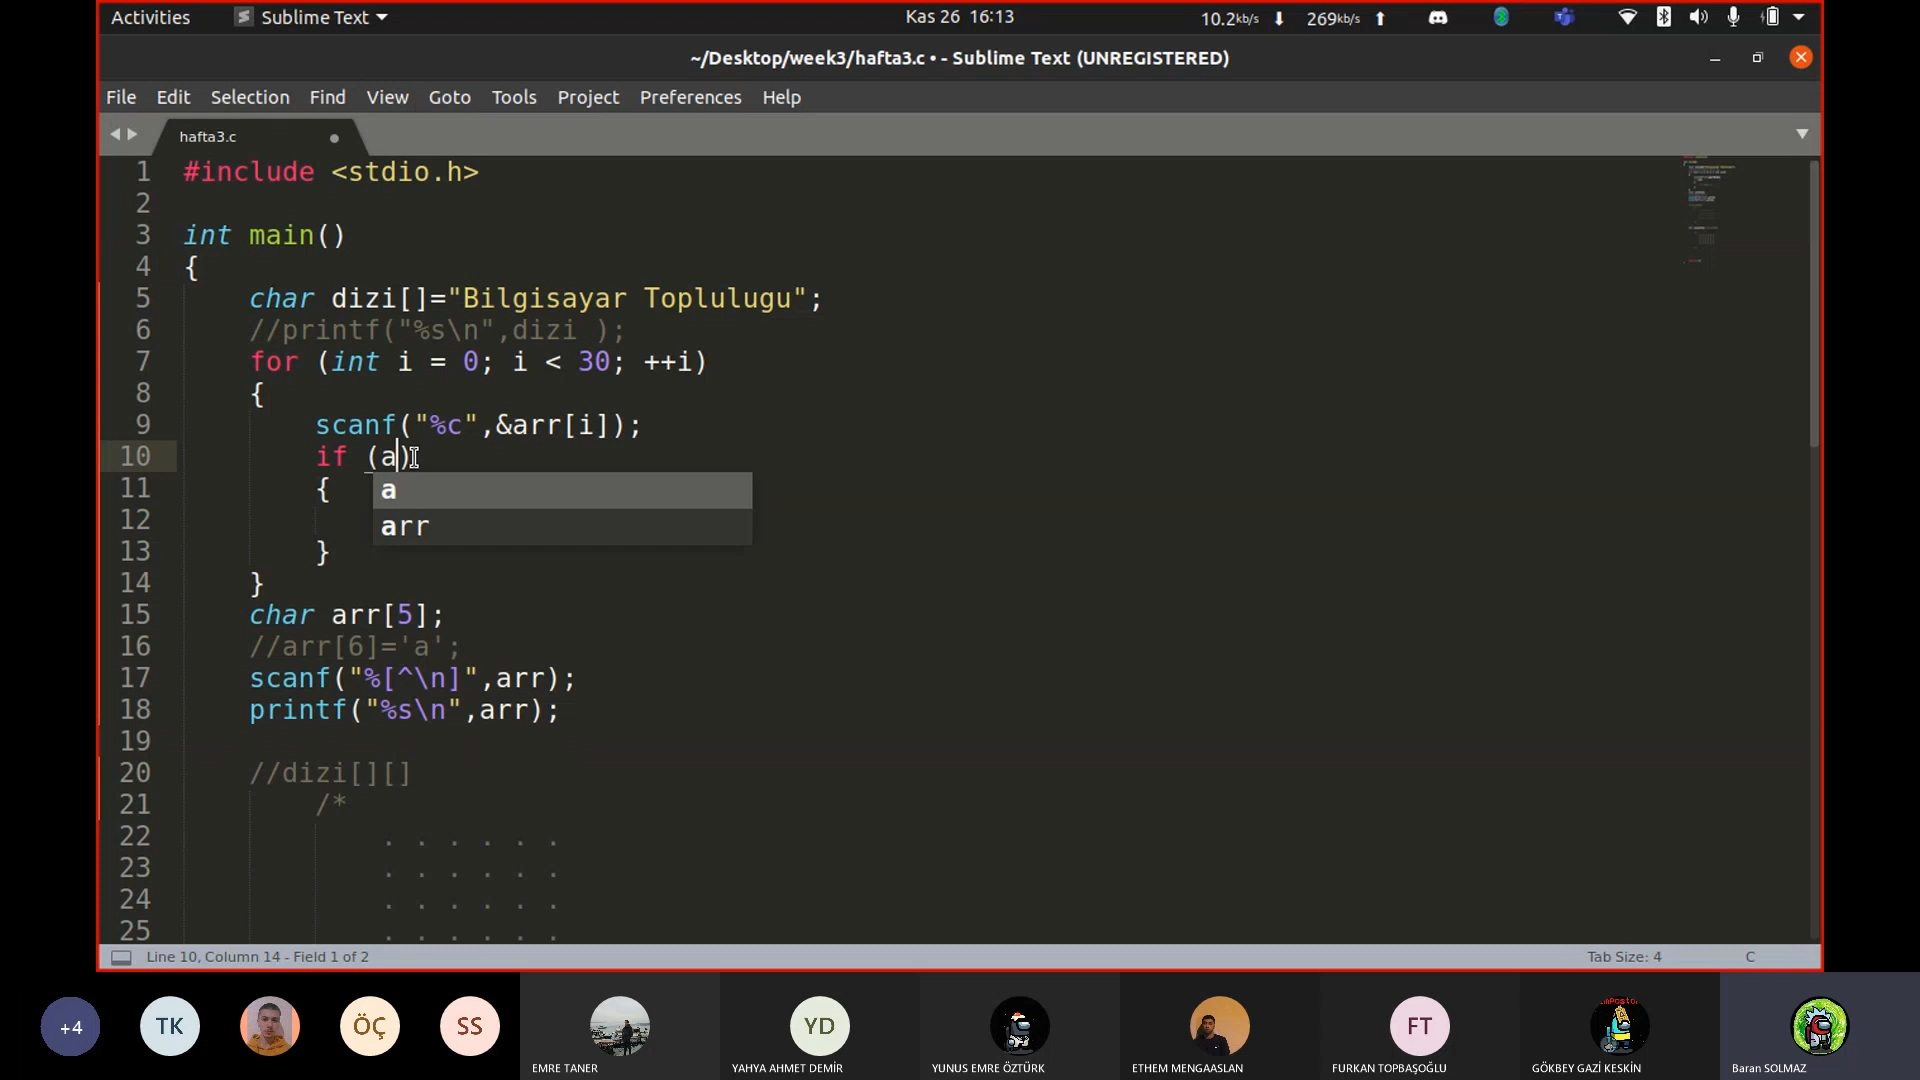 Activities Sublime Text Kas 26 16:13 10.2kb/s 269kb/s
~/Desktop/week3/hafta3.c • - Sublime Text (UNREGISTERED)
File Edit Selection Find View Goto Tools Project Preferences Help
hafta3.c
1 #include <stdio.h>
2
3 int main()
4 {
5 char dizi[]="Bilgisayar Toplulugu";
6 //printf("%s\n",dizi );
7 for (int i = 0; i < 30; ++i)
8 {
9 scanf("%c",&arr[i]);
10 if (a)
11 {
a
12
arr
13 }
14 }
15 char arr[5];
16 //arr[6]='a';
17 scanf("%[^\n]",arr);
18 printf("%s\n",arr);
19
20 //dizi[][]
21 /*
22 . . . . . .
23 . . . . . .
24 . . . . . .
25 . . . . . .
Line 10, Column 14 - Field 1 of 2 Tab Size: 4 C
+4 TK ÖÇ SS YD FT
EMRE TANER YAHYA AHMET DEMİR YUNUS EMRE ÖZTÜRK ETHEM MENGAASLAN FURKAN TOPBAŞOĞLU GÖKBEY GAZİ KESKİN Baran SOLMAZ